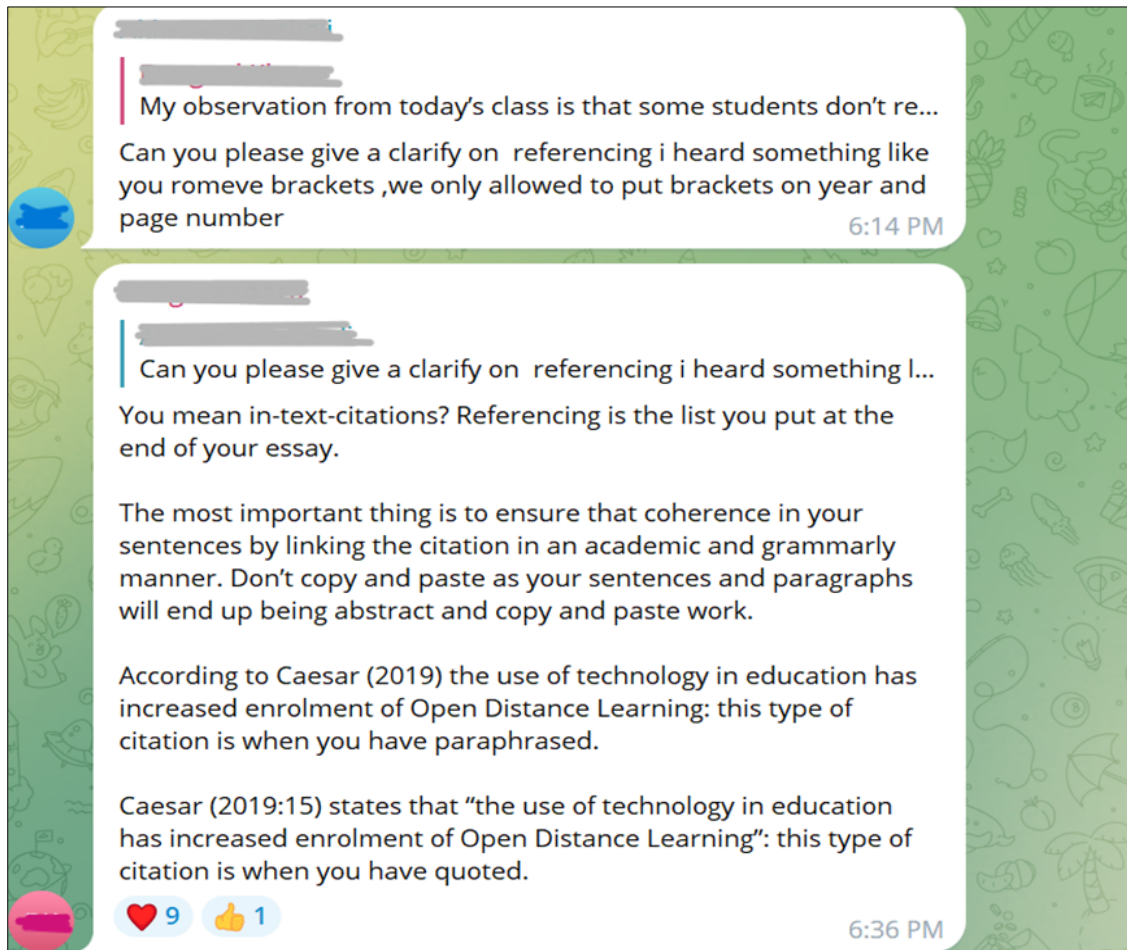 My observation from today’s class is that some students don’t re...
Can you please give a clarify on  referencing i heard something like
you romeve brackets ,we only allowed to put brackets on year and
page number
6:14 PM
Can you please give a clarify on  referencing i heard something l...
You mean in-text-citations? Referencing is the list you put at the
end of your essay.
The most important thing is to ensure that coherence in your
sentences by linking the citation in an academic and grammarly
manner. Don’t copy and paste as your sentences and paragraphs
will end up being abstract and copy and paste work.
According to Caesar (2019) the use of technology in education has
increased enrolment of Open Distance Learning: this type of
citation is when you have paraphrased.
Caesar (2019:15) states that “the use of technology in education
has increased enrolment of Open Distance Learning”: this type of
citation is when you have quoted.
9 1
6:36 PM